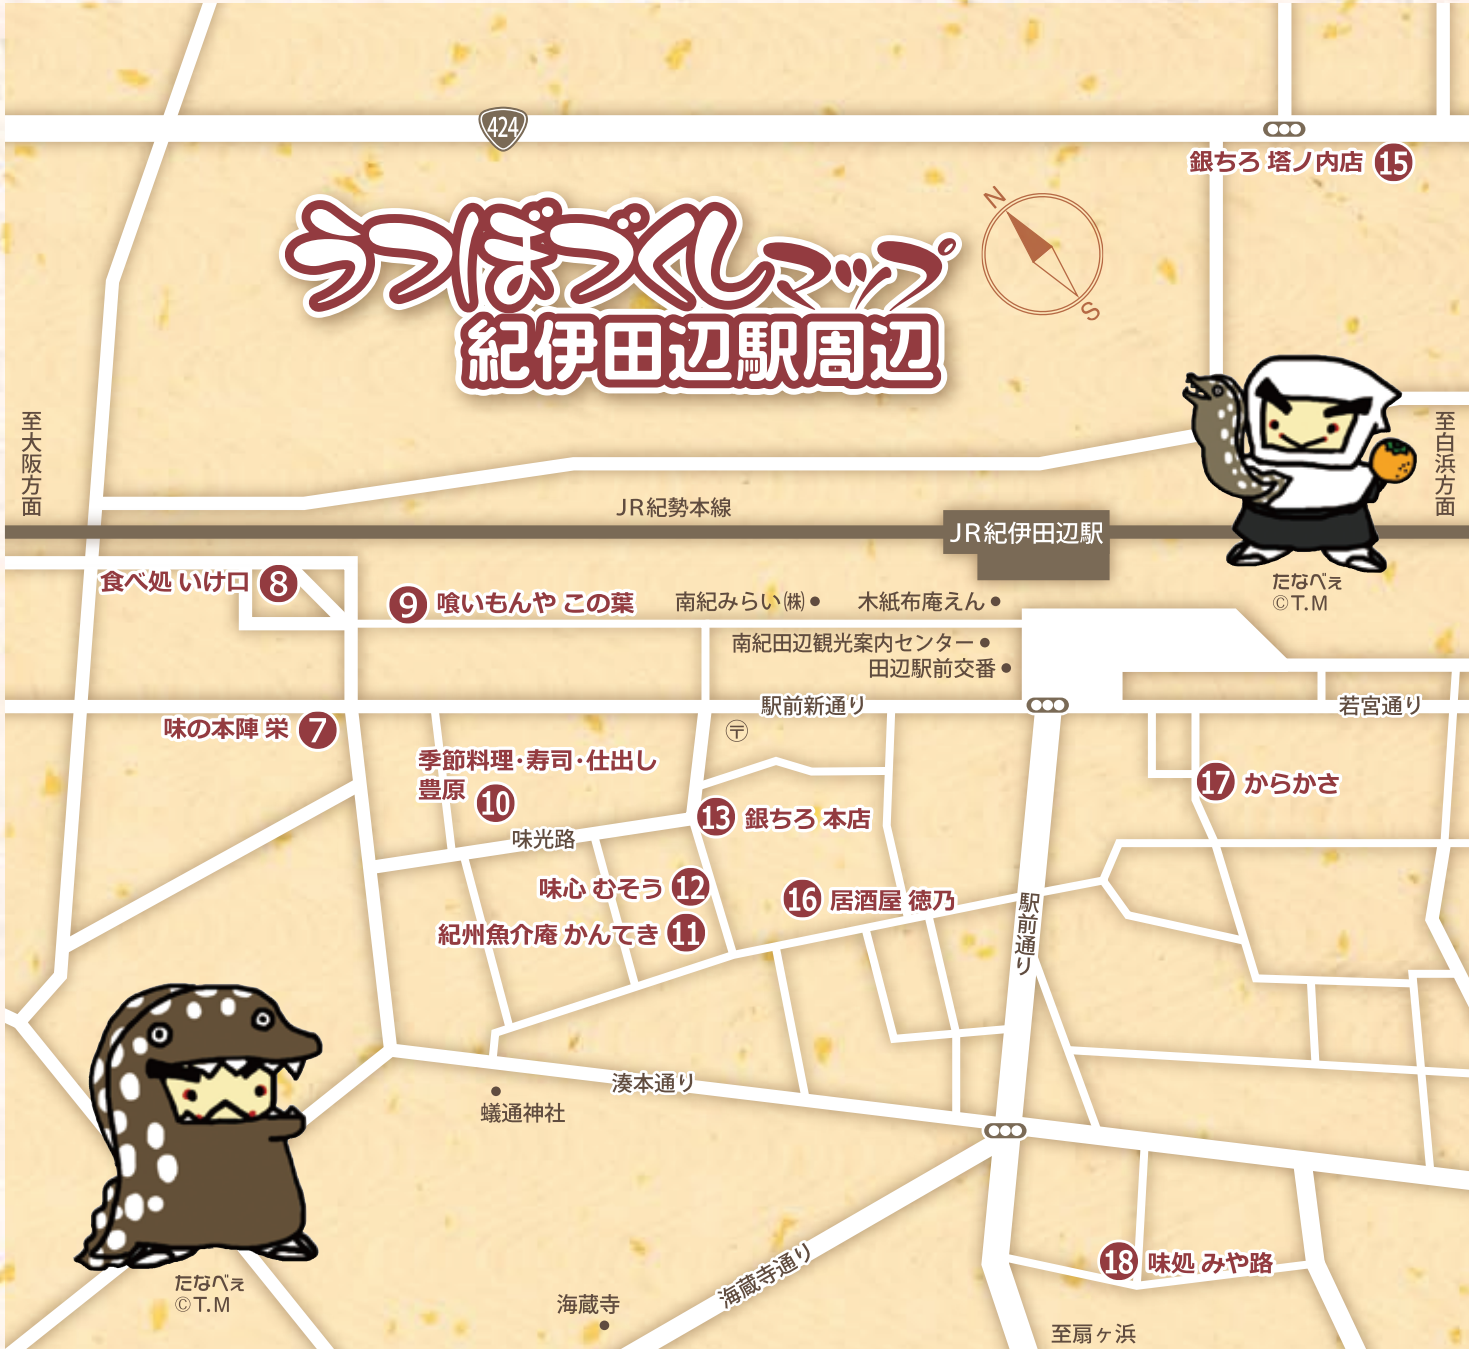 424
銀ちろ 塔ノ内店 15
うつぼづくしマップ
紀伊田辺駅周辺
N
S
至大阪方面
至白浜方面
JR紀勢本線
JR紀伊田辺駅
たなべぇ
©T.M
食べ処 いけ口 8
9 喰いもんや この葉
南紀みらい㈱
木紙布庵えん
南紀田辺観光案内センター
田辺駅前交番
駅前新通り
若宮通り
味の本陣 栄 7
〒
季節料理・寿司・仕出し
豊原 10
17 からかさ
13 銀ちろ 本店
味光路
味心 むそう 12
16 居酒屋 徳乃
紀州魚介庵 かんてき 11
駅前通り
湊本通り
蟻通神社
たなべぇ
©T.M
海蔵寺通り
海蔵寺
18 味処 みや路
至扇ヶ浜